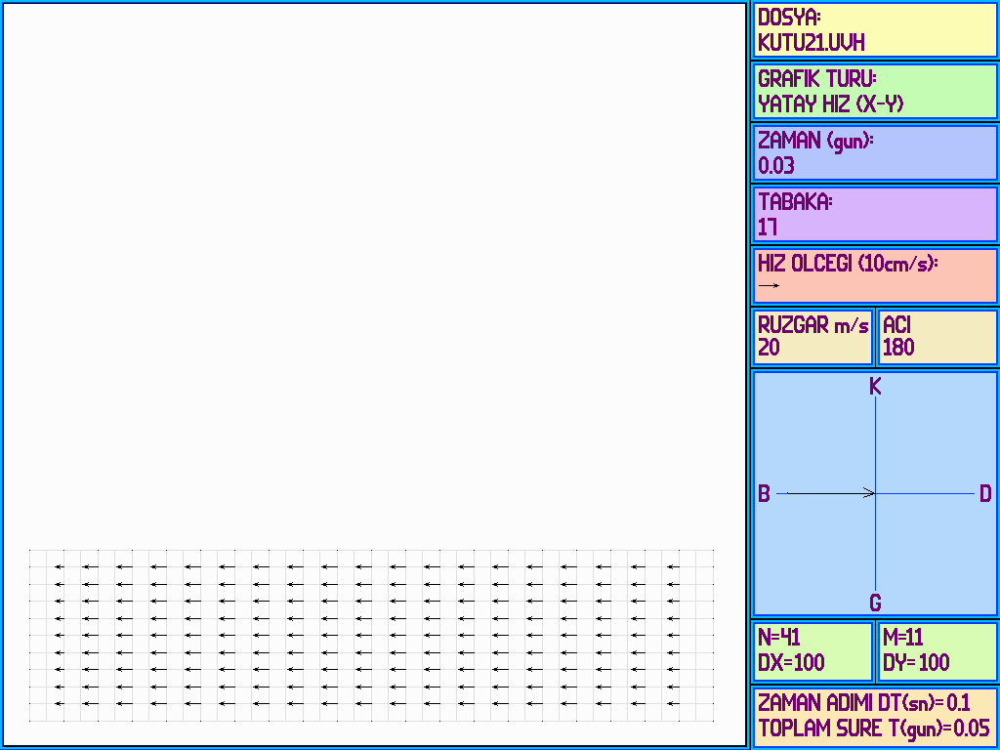 DOSYA:
KUTU21.UVH
GRAFIK TURU:
YATAY HIZ (X-Y)
ZAMAN (gun):
0.03
TABAKA:
17
HIZ OLCEGI (10cm/s):
RUZGAR m/s
20
ACI
180
K
B
D
G
N=41
DX=100
M=11
DY=100
ZAMAN ADIMI DT(sn)=0.1
TOPLAM SURE T(gun)=0.05